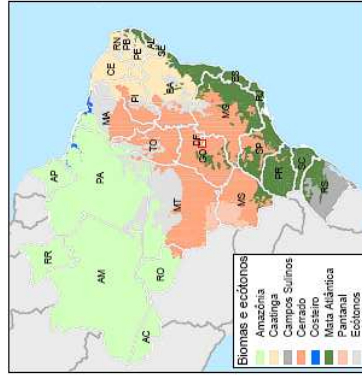 RR
AP
AM
PA
MA
CE
RN
PB
PE
AL
SE
PI
AC
RO
TO
BA
MT
DF
GO
MG
ES
MS
SP
RJ
PR
SC
RS
Biomas e ecótonos
Amazônia
Caatinga
Campos Sulinos
Cerrado
Costeiro
Mata Atlântica
Pantanal
Ecótonos